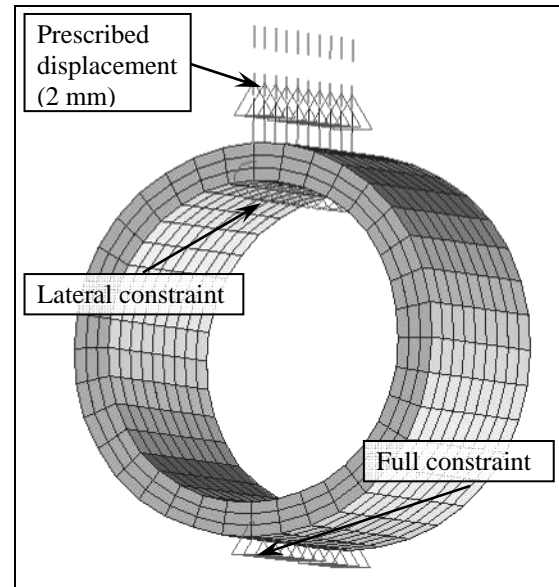 Prescribed
displacement
(2 mm)
Lateral constraint
Full constraint